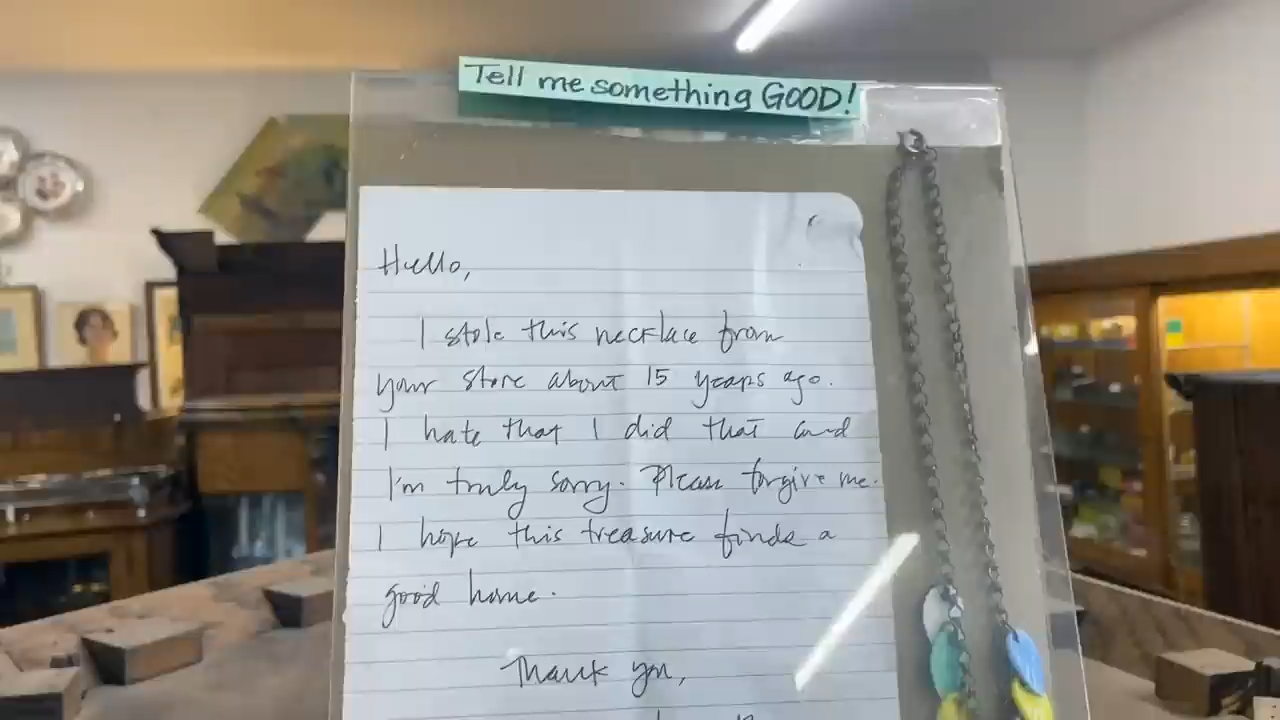 Tell me something GOOD!
Hello,
I stole this necklace from
your store about 15 years ago.
I hate that I did that and
I'm truly sorry. Please forgive me.
I hope this treasure finds a
good home.
Thank you,